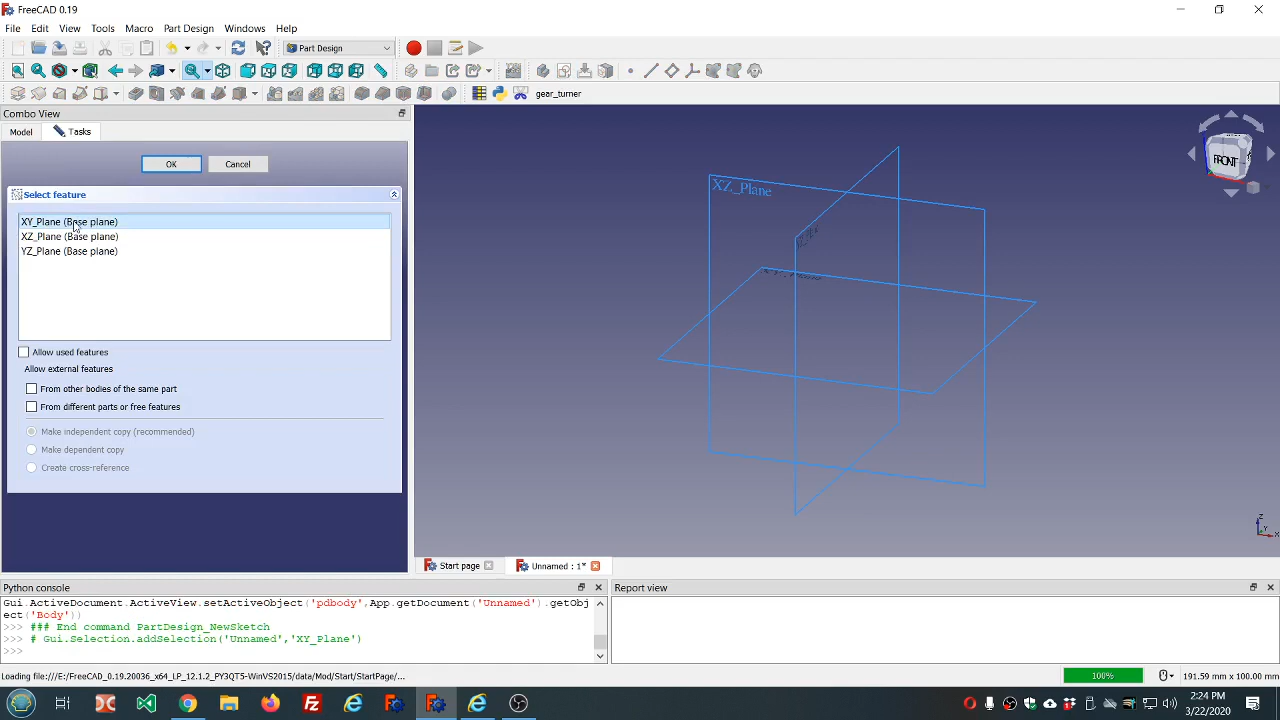 FreeCAD 0.19
File Edit View Tools Macro Part Design Windows Help
Part Design
gear_turner
Combo View
Model Tasks
OK Cancel
Select feature
XY_Plane (Base plane)
XZ_Plane (Base plane)
YZ_Plane (Base plane)
Allow used features
Allow external features
From other bodies of the same part
From different parts or free features
Make independent copy (recommended)
Make dependent copy
Create cross-reference
XZ_Plane
FRONT
Z
Y
X
Start page Unnamed : 1*
Python console
Gui.ActiveDocument.ActiveView.setActiveObject('pdbody',App.getDocument('Unnamed').getObj
ect('Body'))
>>> ### End command PartDesign_NewSketch
>>> # Gui.Selection.addSelection('Unnamed','XY_Plane')
>>>
Report view
Loading file:///E:/FreeCAD_0.19.20036_x64_LP_12.1.2_PY3QT5-WinVS2015/data/Mod/Start/StartPage/...
100%
191.59 mm x 100.00 mm
2:24 PM
3/22/2020